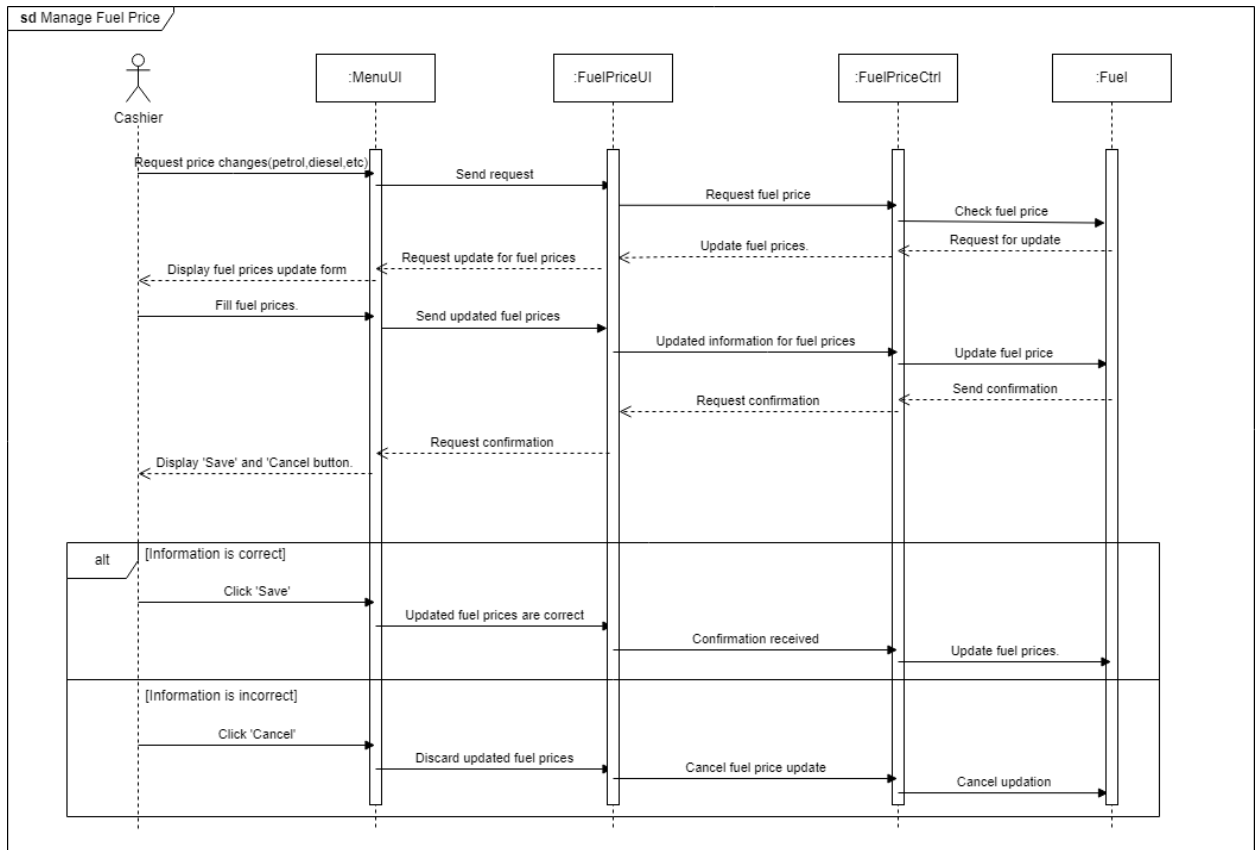 sd Manage Fuel Price
:MenuUI
:FuelPriceUI
:FuelPriceCtrl
:Fuel
Cashier
Request price changes(petrol,diesel,etc)
Send request
Request fuel price
Check fuel price
Request for update
Update fuel prices.
Request update for fuel prices
Display fuel prices update form
Fill fuel prices.
Send updated fuel prices
Updated information for fuel prices
Update fuel price
Send confirmation
Request confirmation
Request confirmation
Display 'Save' and 'Cancel button.
alt
[Information is correct]
Click 'Save'
Updated fuel prices are correct
Confirmation received
Update fuel prices.
[Information is incorrect]
Click 'Cancel'
Discard updated fuel prices
Cancel fuel price update
Cancel updation